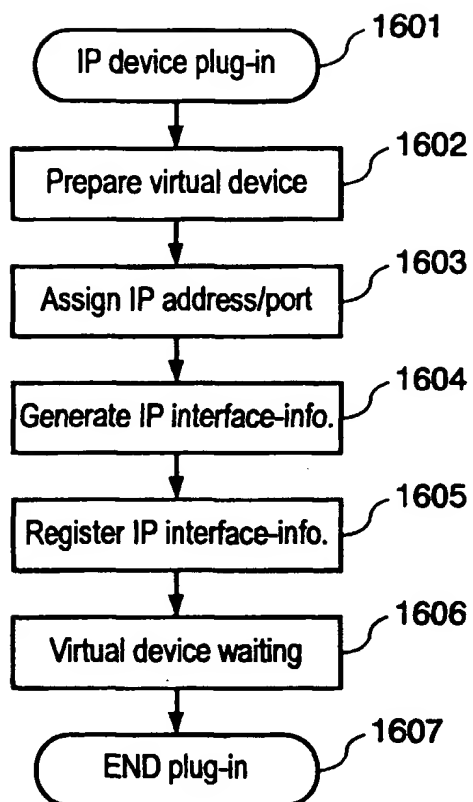 1601
IP device plug-in
1602
Prepare virtual device
1603
Assign IP address/port
1604
Generate IP interface-info.
1605
Register IP interface-info.
1606
Virtual device waiting
1607
END plug-in